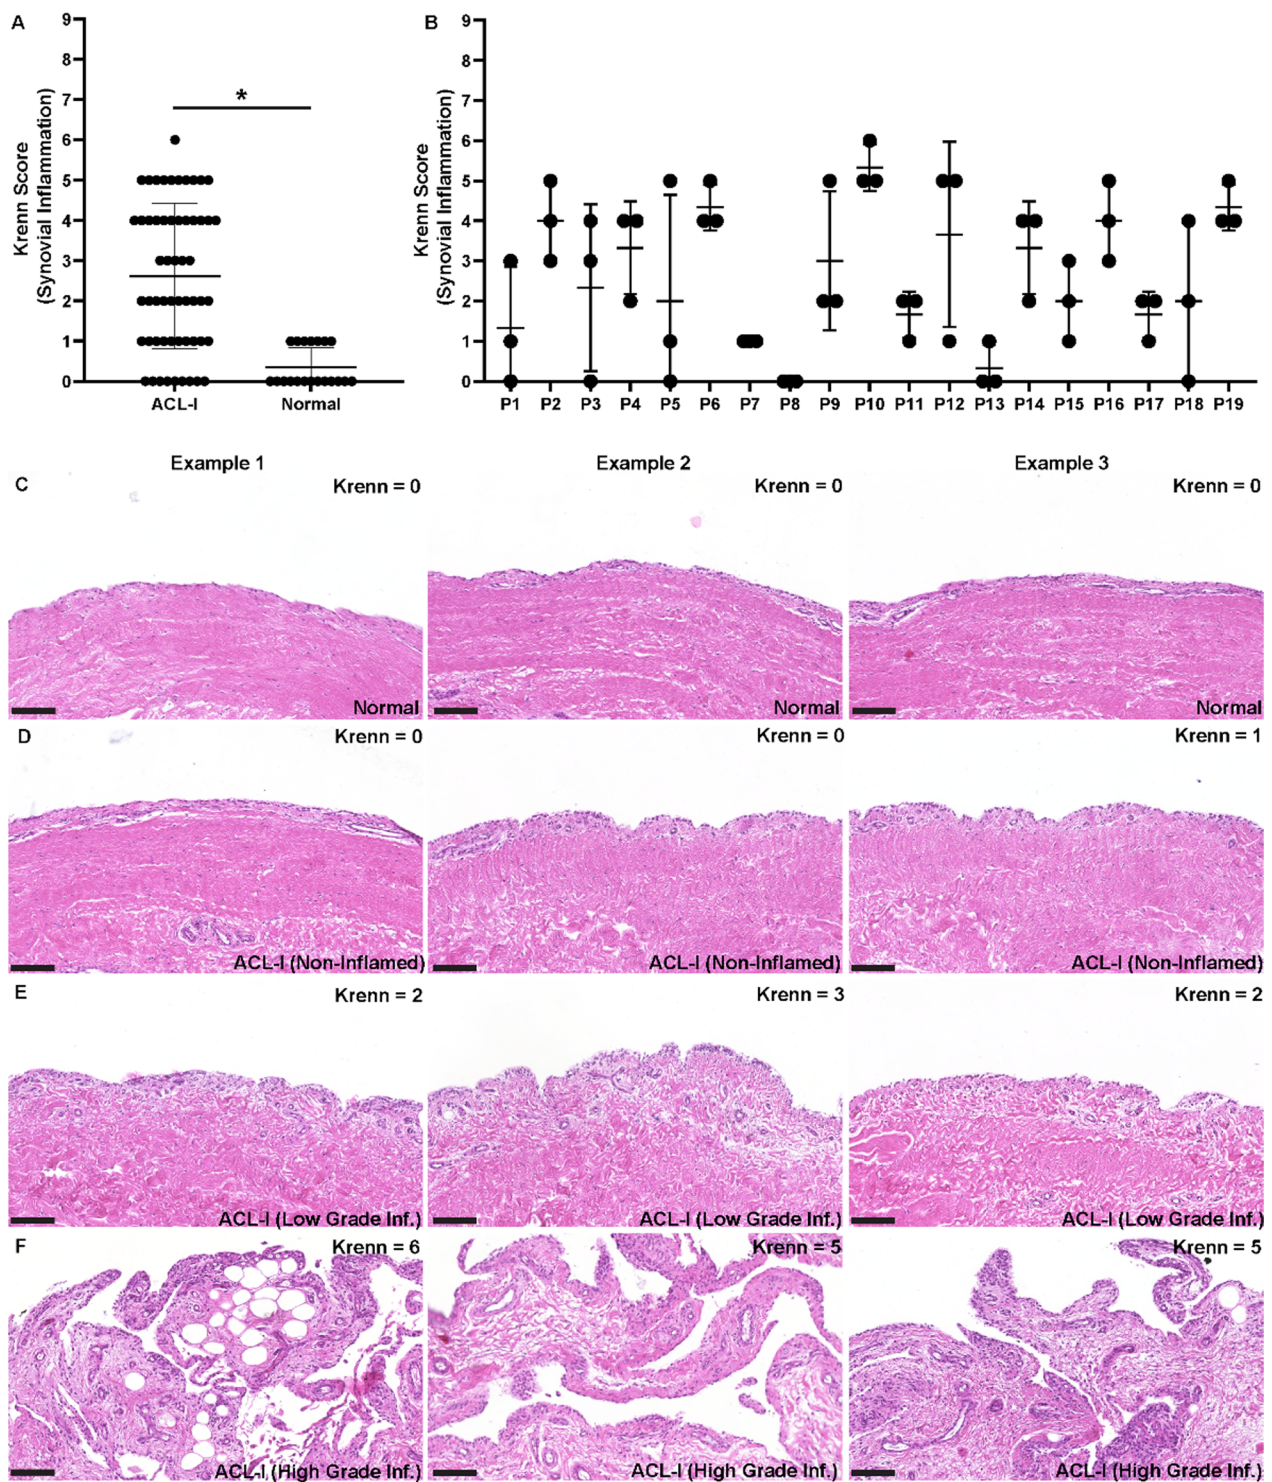 A
9
8
7
6
5
4
3
2
1
0
Krenn Score
(Synovial Inflammation)
*
ACL-I Normal
B
9
8
7
6
5
4
3
2
1
0
Krenn Score
(Synovial Inflammation)
P1 P2 P3 P4 P5 P6 P7 P8 P9 P10 P11 P12 P13 P14 P15 P16 P17 P18 P19
Example 1 Example 2 Example 3
C Krenn = 0 Krenn = 0 Krenn = 0
Normal Normal Normal
D Krenn = 0 Krenn = 0 Krenn = 1
ACL-I (Non-Inflamed) ACL-I (Non-Inflamed) ACL-I (Non-Inflamed)
E Krenn = 2 Krenn = 3 Krenn = 2
ACL-I (Low Grade Inf.) ACL-I (Low Grade Inf.) ACL-I (Low Grade Inf.)
F Krenn = 6 Krenn = 5 Krenn = 5
ACL-I (High Grade Inf.) ACL-I (High Grade Inf.) ACL-I (High Grade Inf.)